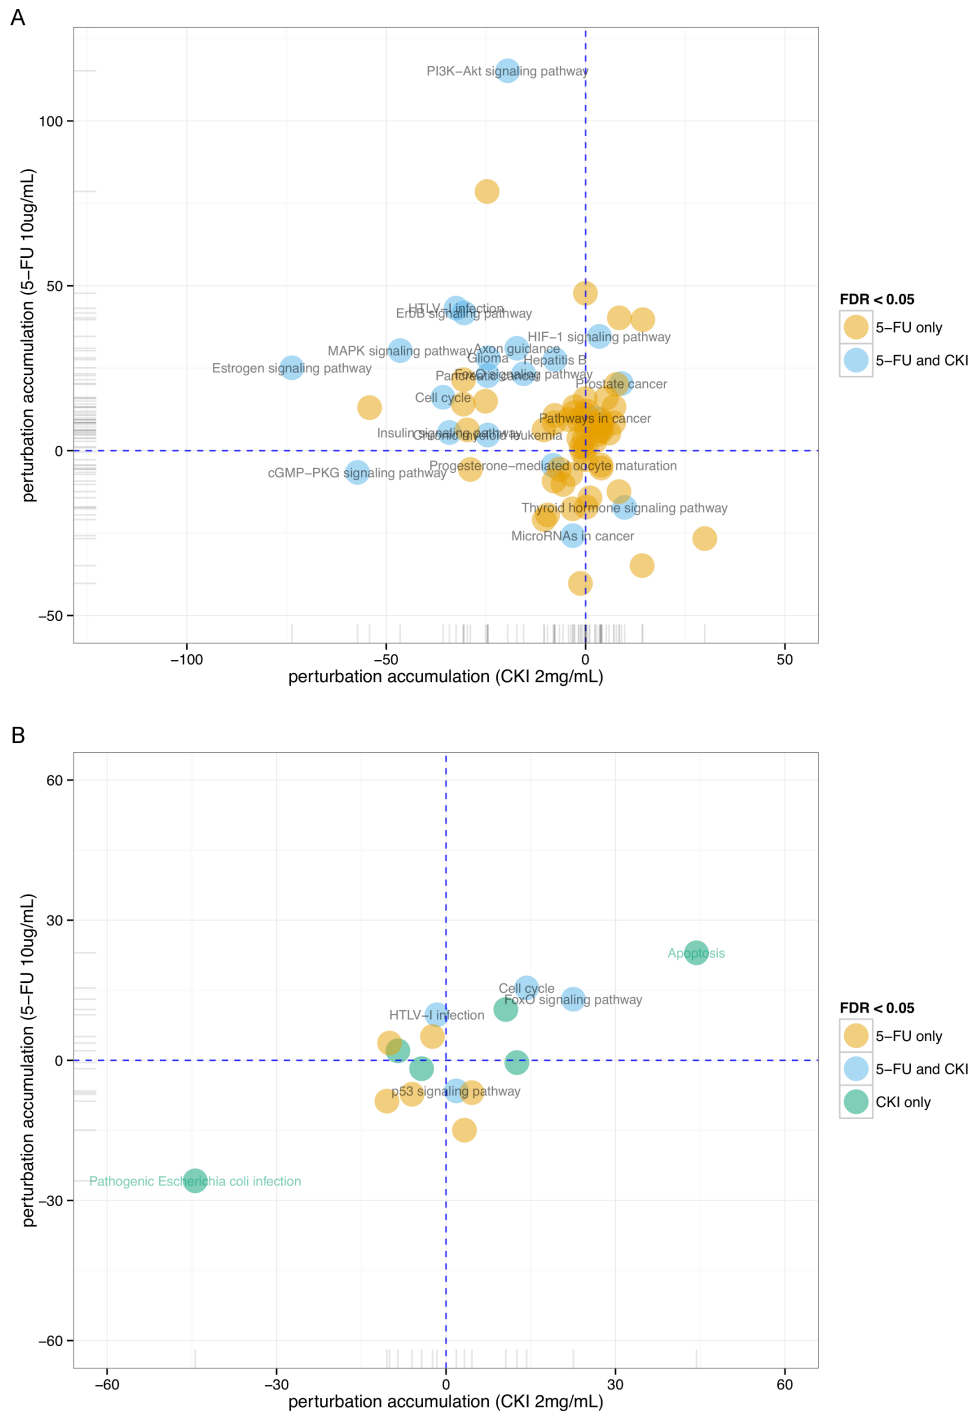 A
PI3K−Akt signaling pathway
HTLV−I infection
ErbB signaling pathway
HIF−1 signaling pathway
Axon guidance
MAPK signaling pathway
Glioma
Hepatitis B
Estrogen signaling pathway
FoxO signaling pathway
Pancreatic cancer
Prostate cancer
Cell cycle
Pathways in cancer
Insulin signaling pathway
Chronic myeloid leukemia
Progesterone−mediated oocyte maturation
cGMP−PKG signaling pathway
Thyroid hormone signaling pathway
MicroRNAs in cancer
100
50
0
−50
−100
−50
0
50
perturbation accumulation (CKI 2mg/mL)
perturbation accumulation (5−FU 10ug/mL)
FDR < 0.05
5−FU only
5−FU and CKI
B
Apoptosis
Cell cycle
FoxO signaling pathway
HTLV−I infection
p53 signaling pathway
Pathogenic Escherichia coli infection
60
30
0
−30
−60
−60
−30
0
30
60
perturbation accumulation (CKI 2mg/mL)
perturbation accumulation (5−FU 10ug/mL)
FDR < 0.05
5−FU only
5−FU and CKI
CKI only